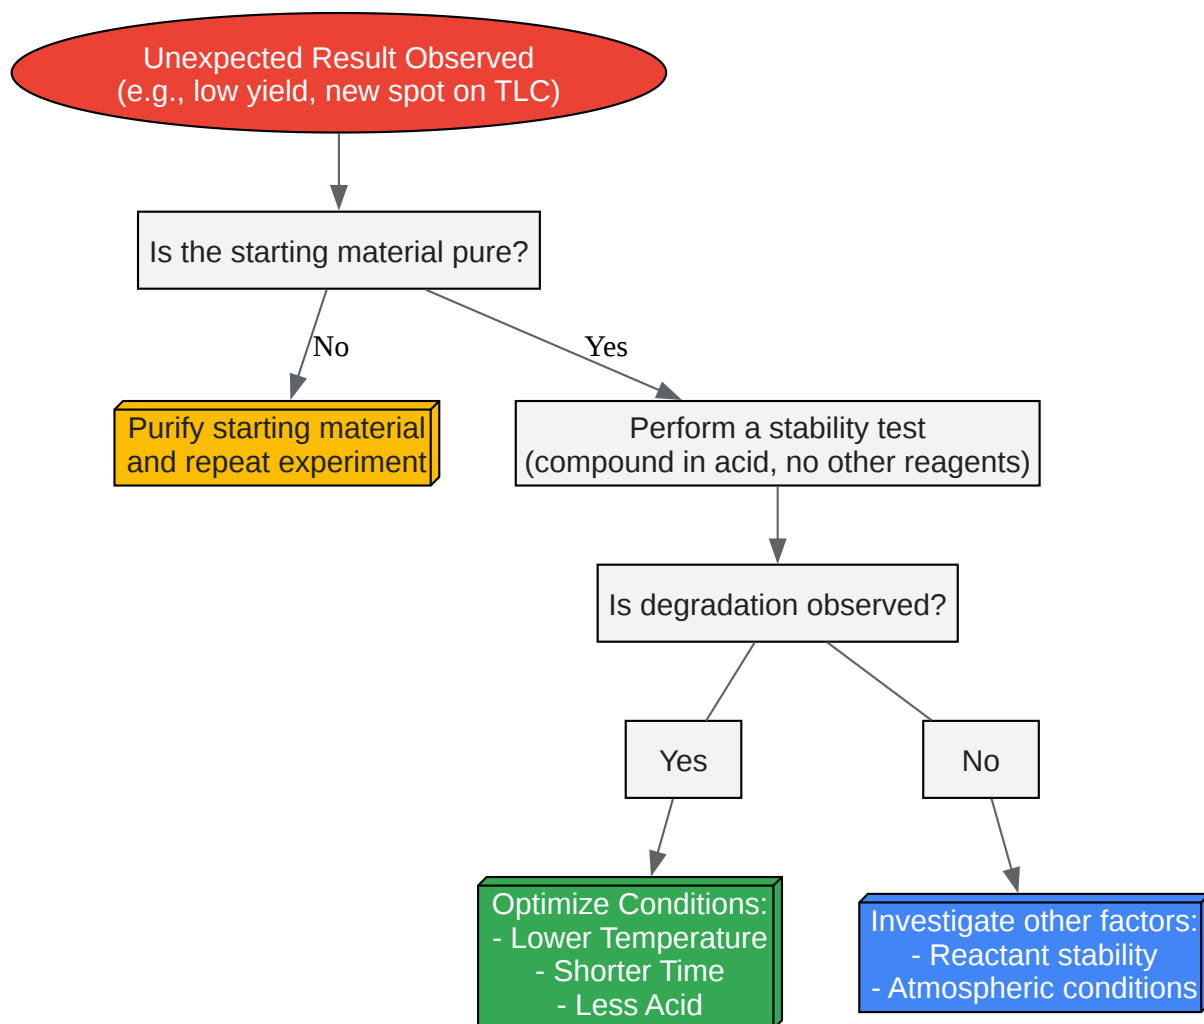 Unexpected Result Observed
(e.g., low yield, new spot on TLC)
Is the starting material pure?
No
Yes
Purify starting material
and repeat experiment
Perform a stability test
(compound in acid, no other reagents)
Is degradation observed?
Yes
No
Optimize Conditions:
- Lower Temperature
- Shorter Time
- Less Acid
Investigate other factors:
- Reactant stability
- Atmospheric conditions